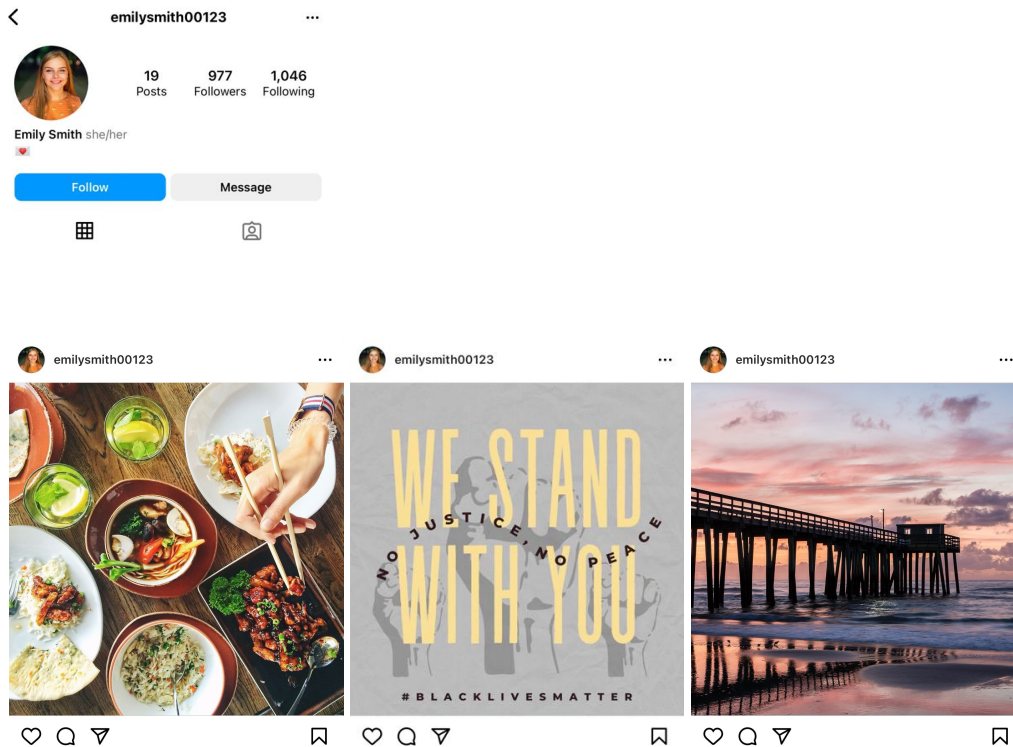 emilysmith00123
19 977 1,046
Posts Followers Following
Emily Smith she/her
Follow Message
emilysmith00123
emilysmith00123
emilysmith00123
WE STAND
NO JUSTICE, NO PEACE
WITH YOU
#BLACKLIVESMATTER